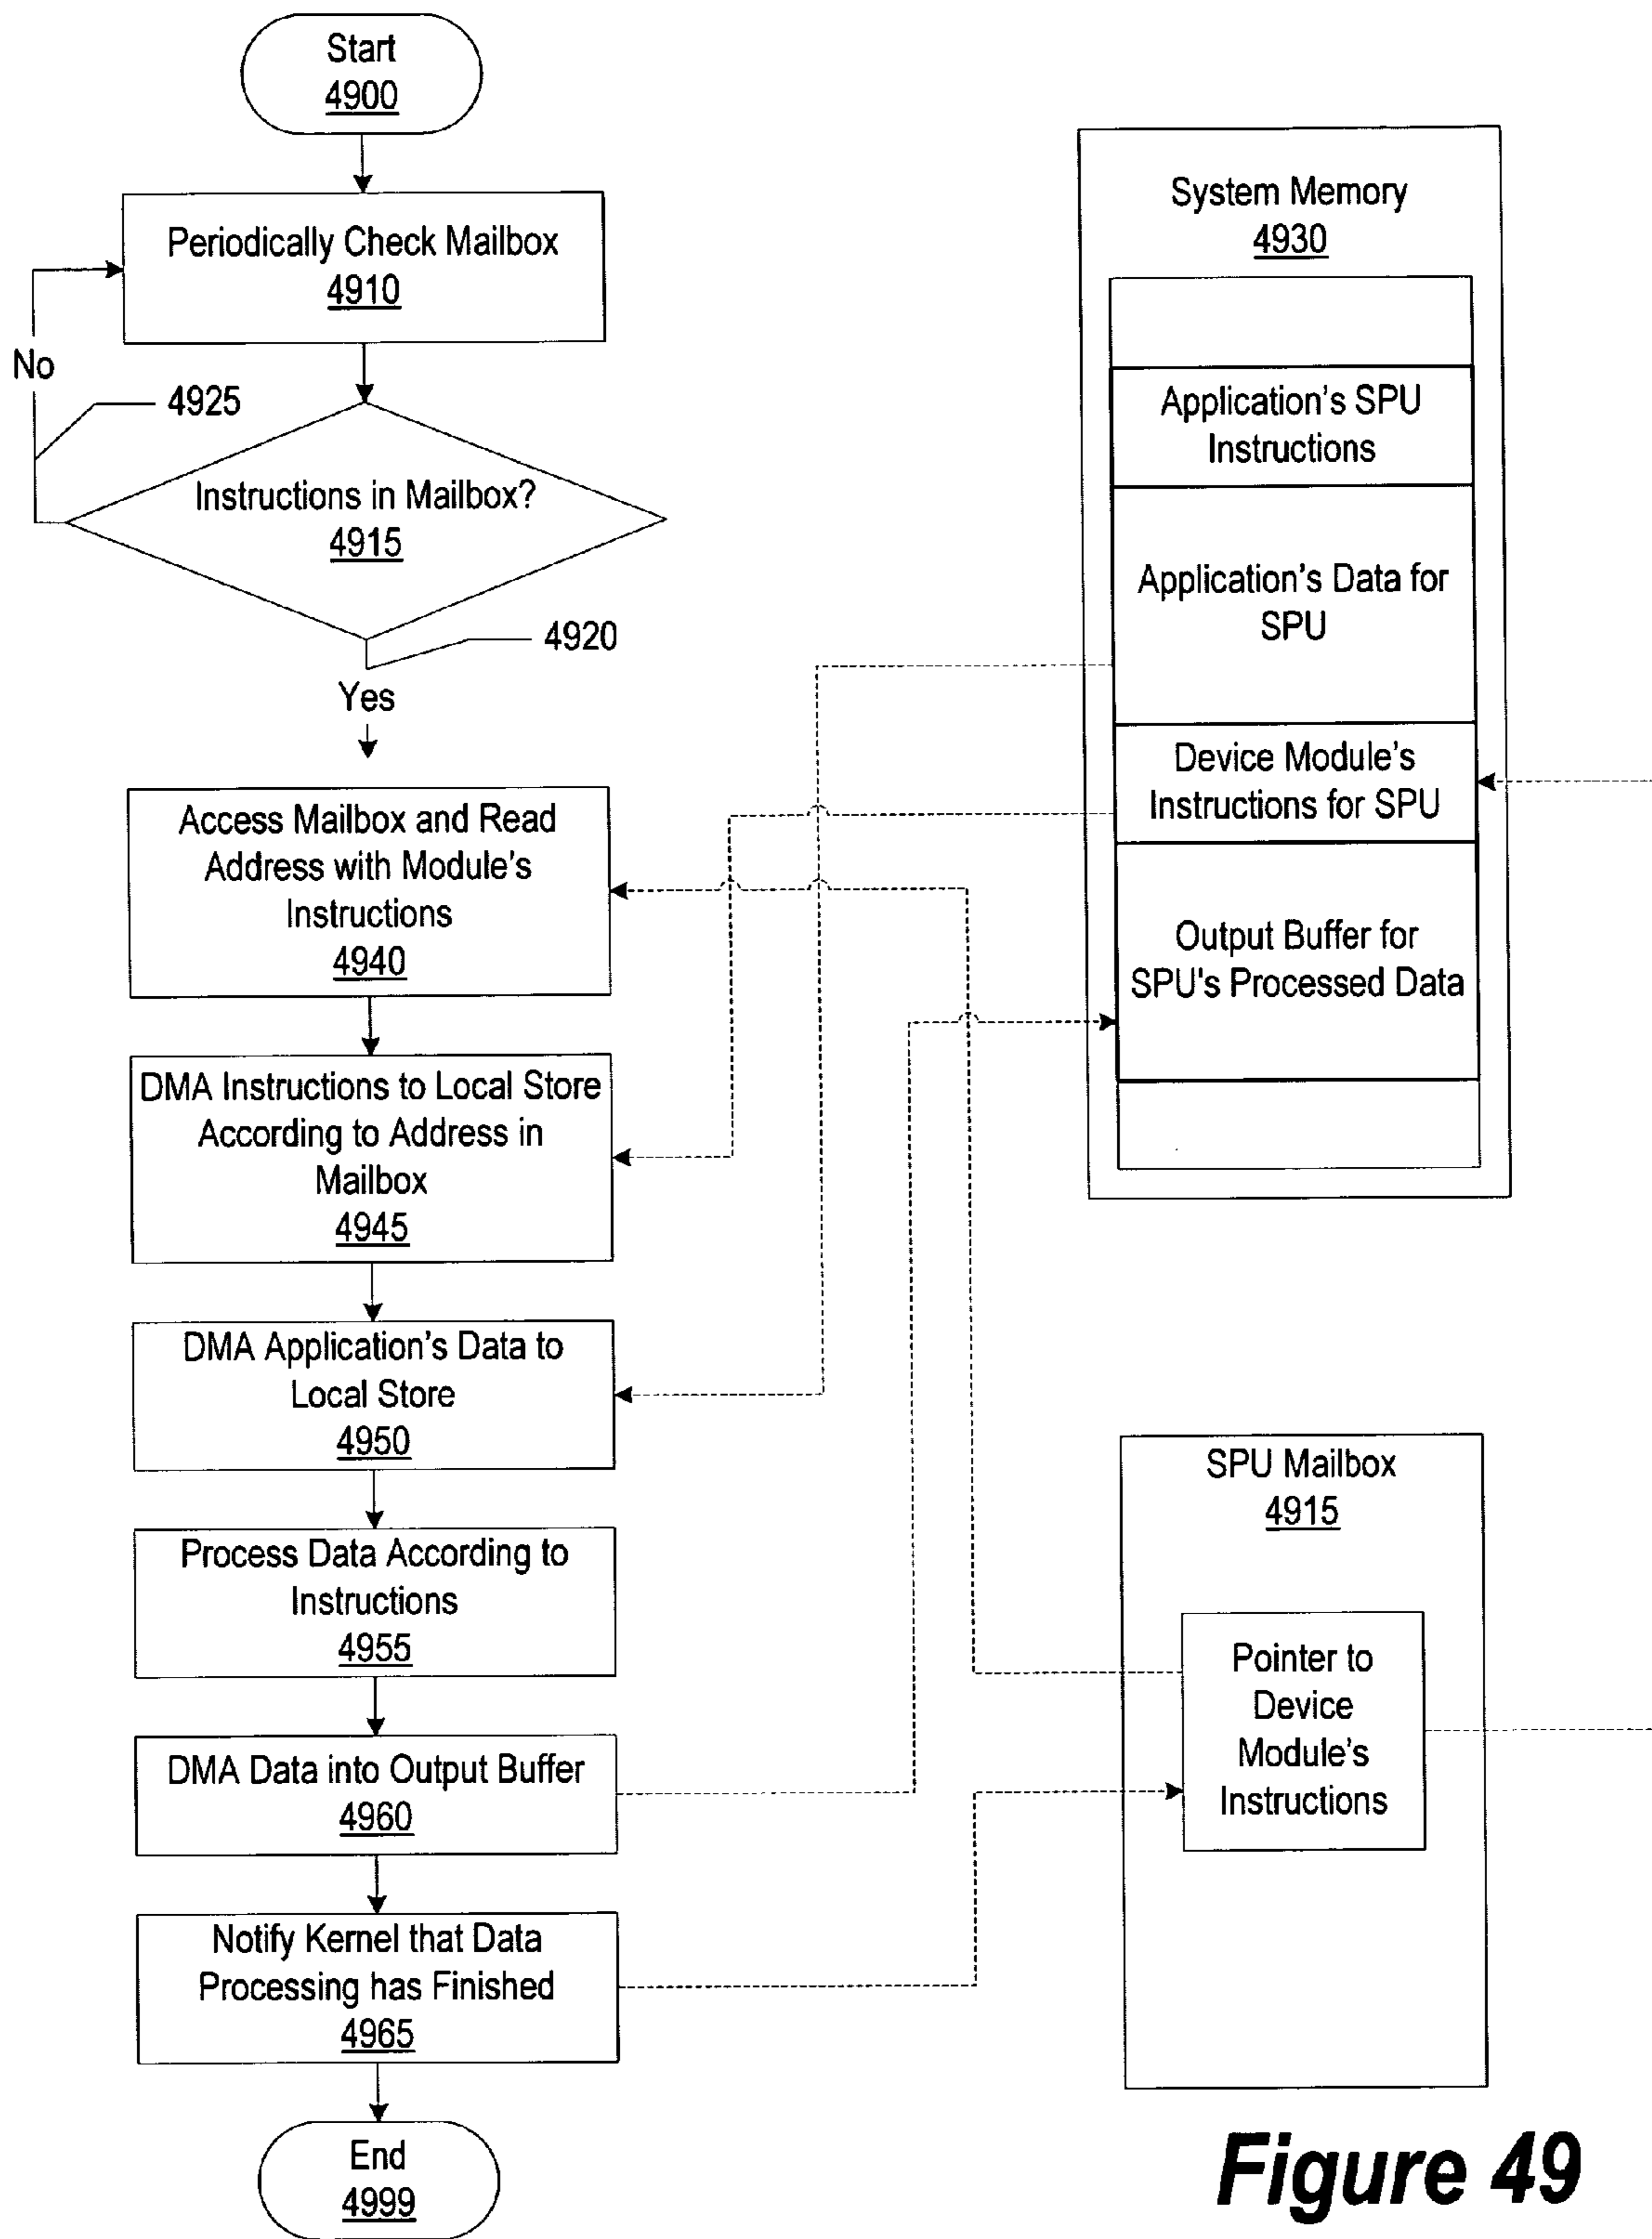 Start
4900
Periodically Check Mailbox
4910
No
4925
Instructions in Mailbox?
4915
4920
Yes
Access Mailbox and Read
Address with Module's
Instructions
4940
DMA Instructions to Local Store
According to Address in
Mailbox
4945
DMA Application's Data to
Local Store
4950
Process Data According to
Instructions
4955
DMA Data into Output Buffer
4960
Notify Kernel that Data
Processing has Finished
4965
End
4999
System Memory
4930
Application's SPU
Instructions
Application's Data for
SPU
Device Module's
Instructions for SPU
Output Buffer for
SPU's Processed Data
SPU Mailbox
4915
Pointer to
Device
Module's
Instructions
Figure 49